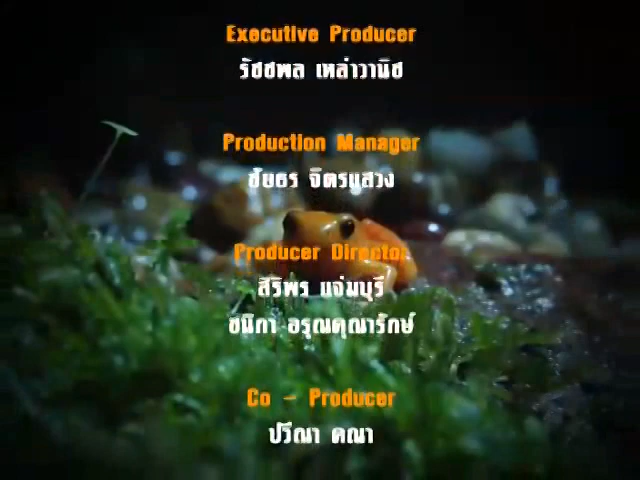 Executive Producer
รัชชพล เหล่าวานิช
Production Manager
ชัยธร จิตรแสวง
Producer Director
สิริพร แจ่มบุรี
ชนิกา อรุณคุณารักษ์
Co - Producer
ปวีณา คณา